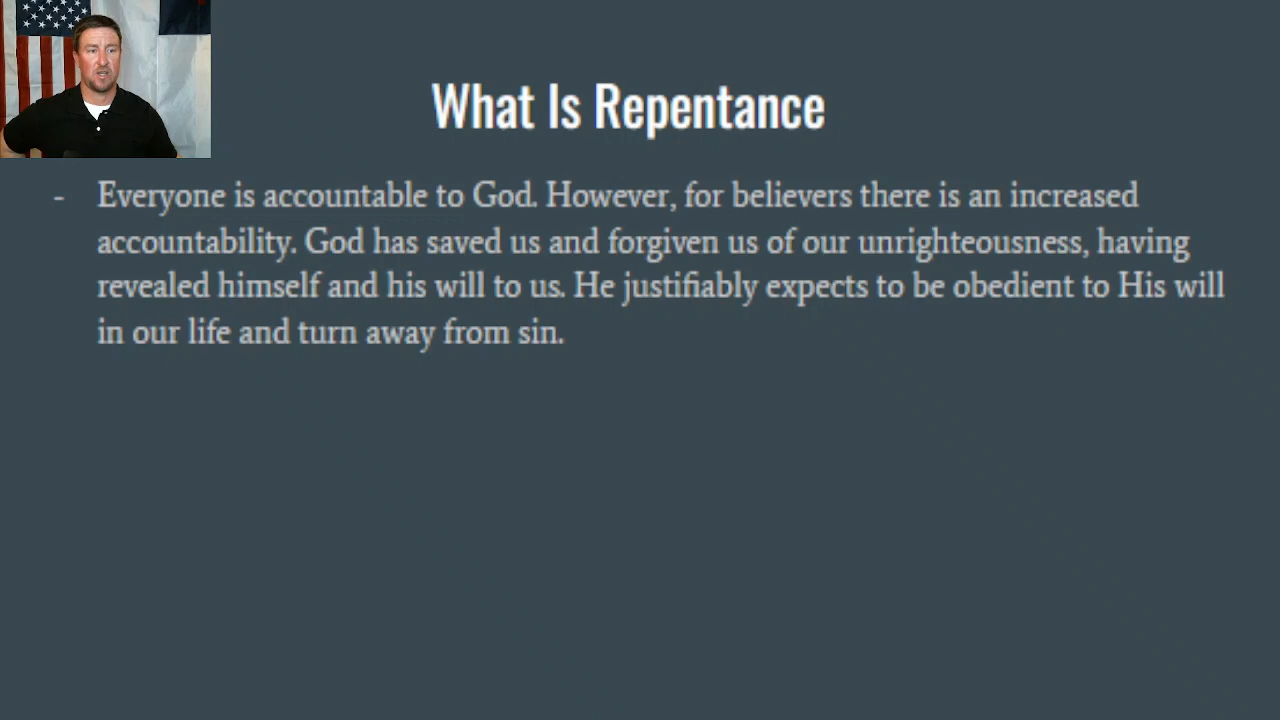 What Is Repentance
- Everyone is accountable to God. However, for believers there is an increased
accountability. God has saved us and forgiven us of our unrighteousness, having
revealed himself and his will to us. He justifiably expects to be obedient to His will
in our life and turn away from sin.